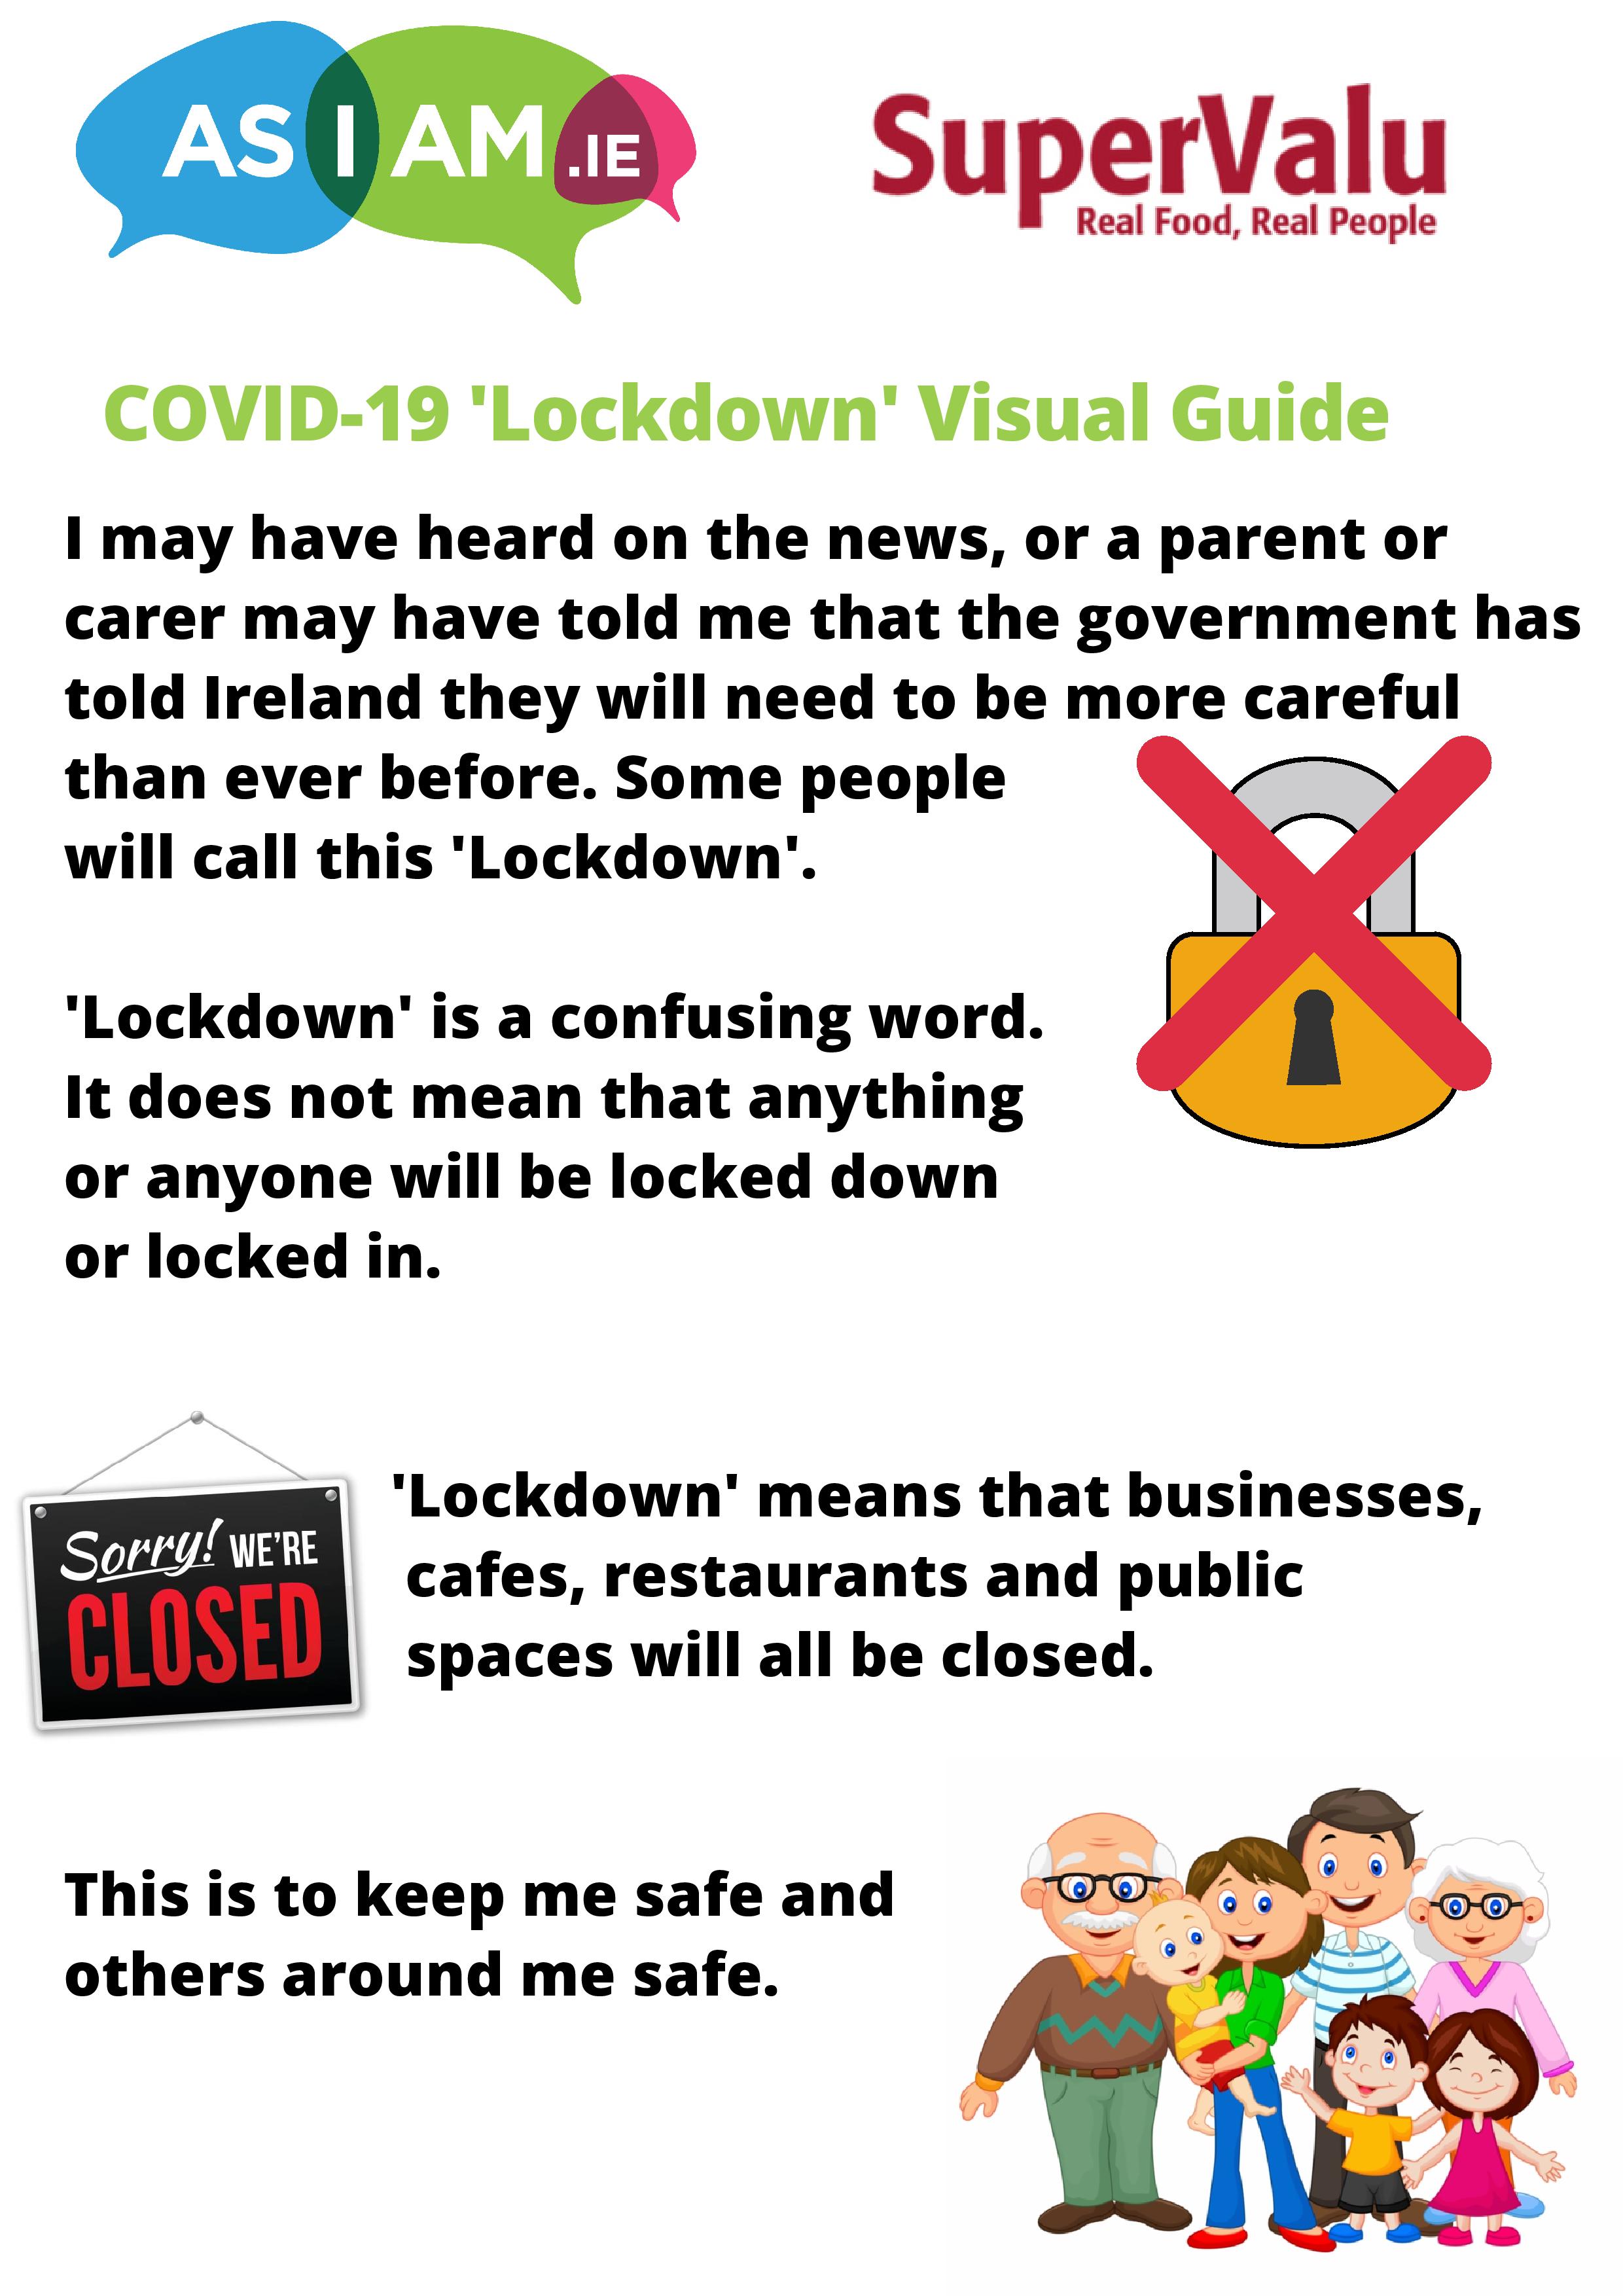 AS I AM .IE
SuperValu
Real Food, Real People
COVID-19 'Lockdown' Visual Guide
I may have heard on the news, or a parent or
carer may have told me that the government has
told Ireland they will need to be more careful
than ever before. Some people
will call this 'Lockdown'.
'Lockdown' is a confusing word.
It does not mean that anything
or anyone will be locked down
or locked in.
Sorry! WE'RE
CLOSED
'Lockdown' means that businesses,
cafes, restaurants and public
spaces will all be closed.
This is to keep me safe and
others around me safe.